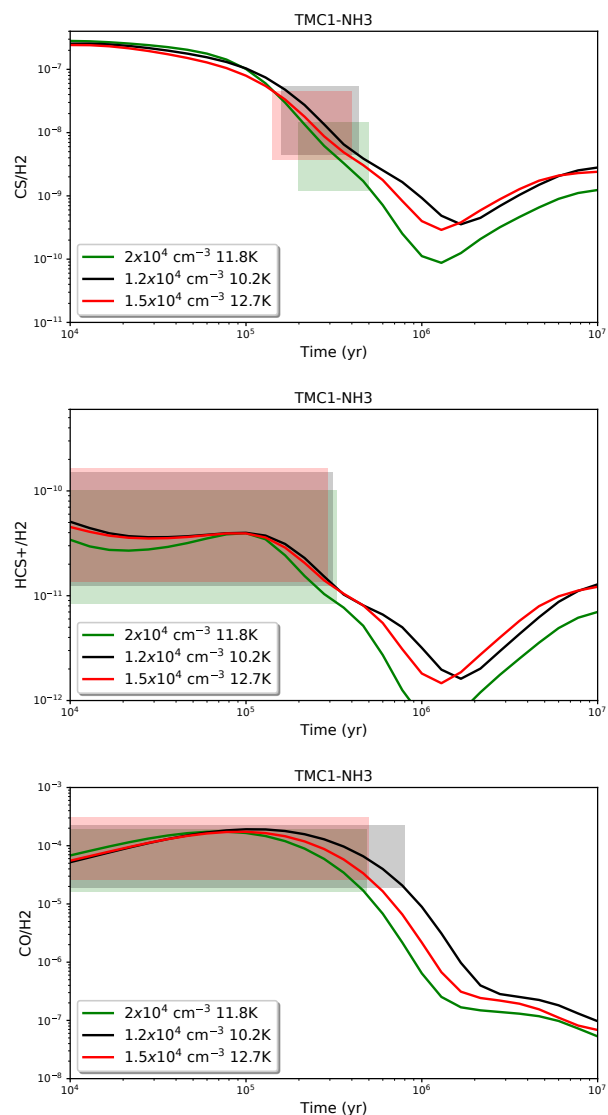 TMC1-NH3
10⁻⁷
10⁻⁸
10⁻⁹
10⁻¹⁰
10⁻¹¹
CS/H2
2x10⁴ cm⁻³ 11.8K
1.2x10⁴ cm⁻³ 10.2K
1.5x10⁴ cm⁻³ 12.7K
10⁴ 10⁵ 10⁶ 10⁷
Time (yr)
TMC1-NH3
10⁻¹⁰
10⁻¹¹
10⁻¹²
HCS+/H2
2x10⁴ cm⁻³ 11.8K
1.2x10⁴ cm⁻³ 10.2K
1.5x10⁴ cm⁻³ 12.7K
10⁴ 10⁵ 10⁶ 10⁷
Time (yr)
TMC1-NH3
10⁻³
10⁻⁴
10⁻⁵
10⁻⁶
10⁻⁷
10⁻⁸
CO/H2
2x10⁴ cm⁻³ 11.8K
1.2x10⁴ cm⁻³ 10.2K
1.5x10⁴ cm⁻³ 12.7K
10⁴ 10⁵ 10⁶ 10⁷
Time (yr)